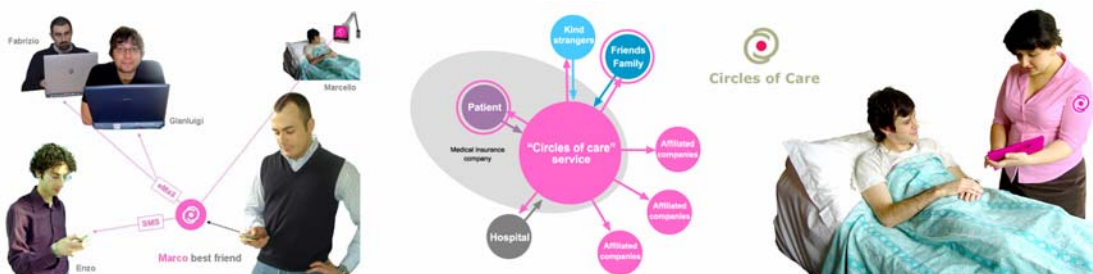 Fabrizio
Gianluigi
Marcello
eMail
SMS
Marco best friend
Enzo
Kind
strangers
Friends
Family
Patient
Medical insurance
company
"Circles of care"
service
Affiliated
companies
Affiliated
companies
Affiliated
companies
Hospital
Circles of Care